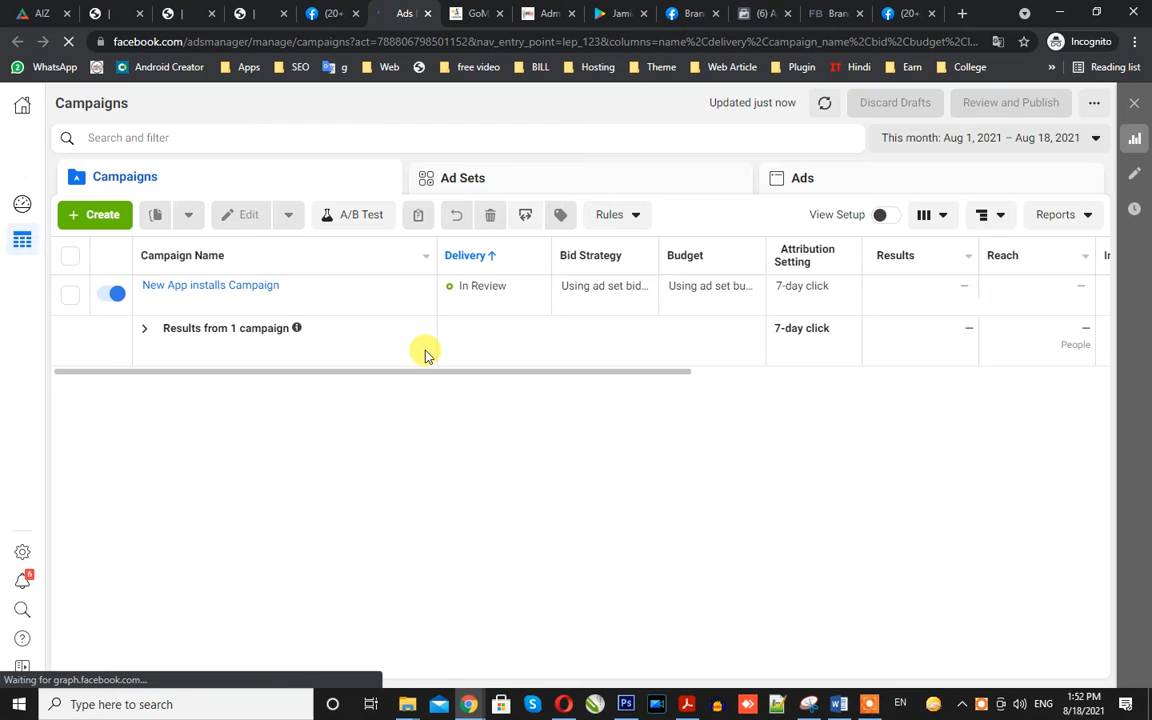 AIZ
(20+
Ads
GoM
Adm
Jamia
Bran
(6) A
FB Bran
(20+
facebook.com/adsmanager/manage/campaigns?act=788806798501152&nav_entry_point=lep_123&columns=name%2Cdelivery%2Ccampaign_name%2Cbid%2Cbudget%2Cl...
Incognito
WhatsApp
Android Creator
Apps
SEO
g
Web
free video
BILL
Hosting
Theme
Web Article
Plugin
Hindi
Earn
College
»
Reading list
Campaigns
Updated just now
Discard Drafts
Review and Publish
Search and filter
This month: Aug 1, 2021 – Aug 18, 2021
Campaigns
Ad Sets
Ads
+ Create
Edit
A/B Test
Rules
View Setup
Reports
Campaign Name
Delivery ↑
Bid Strategy
Budget
Attribution
Setting
Results
Reach
New App installs Campaign
In Review
Using ad set bid...
Using ad set bu...
7-day click
—
—
Results from 1 campaign
7-day click
—
—
People
6
Waiting for graph.facebook.com...
Type here to search
EN
ENG
1:52 PM
8/18/2021